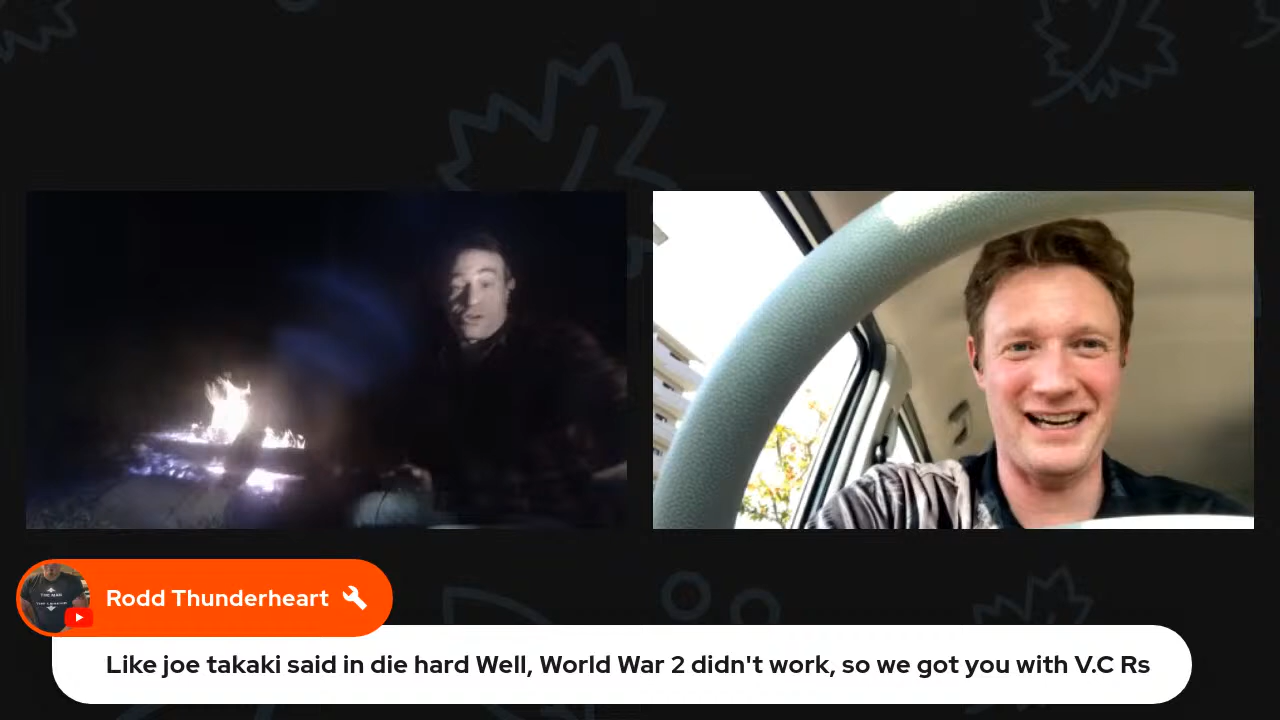 Rodd Thunderheart
Like joe takaki said in die hard Well, World War 2 didn't work, so we got you with V.C Rs